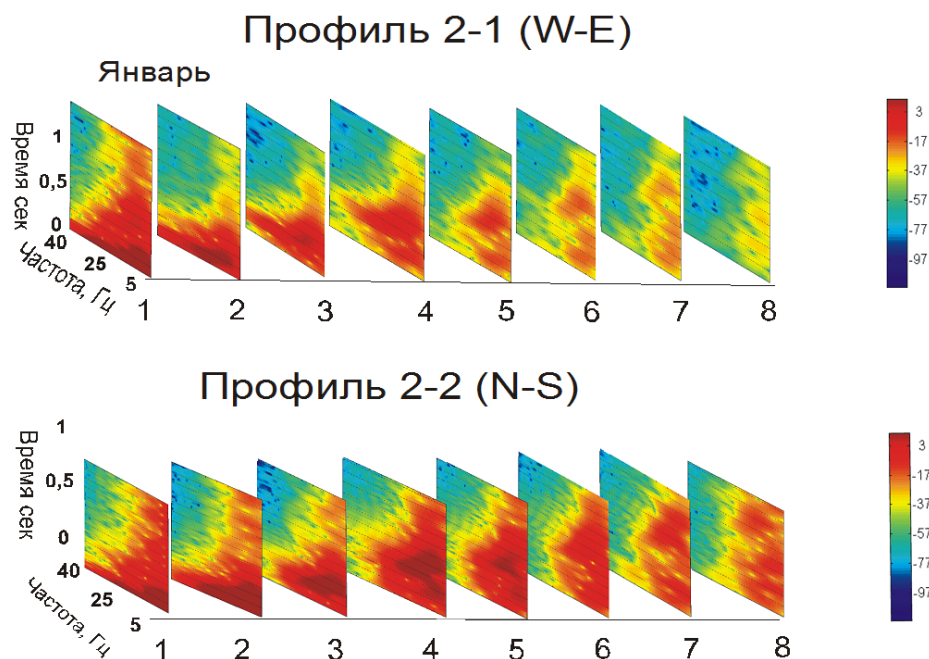 Профиль 2-1 (W-E)
Январь
Время сек
1
0,5
0
40
25
5
Частота, Гц
1 2 3 4 5 6 7 8
3
-17
-37
-57
-77
-97
Профиль 2-2 (N-S)
Время сек
1
0,5
0
40
25
5
Частота, Гц
1 2 3 4 5 6 7 8
3
-17
-37
-57
-77
-97